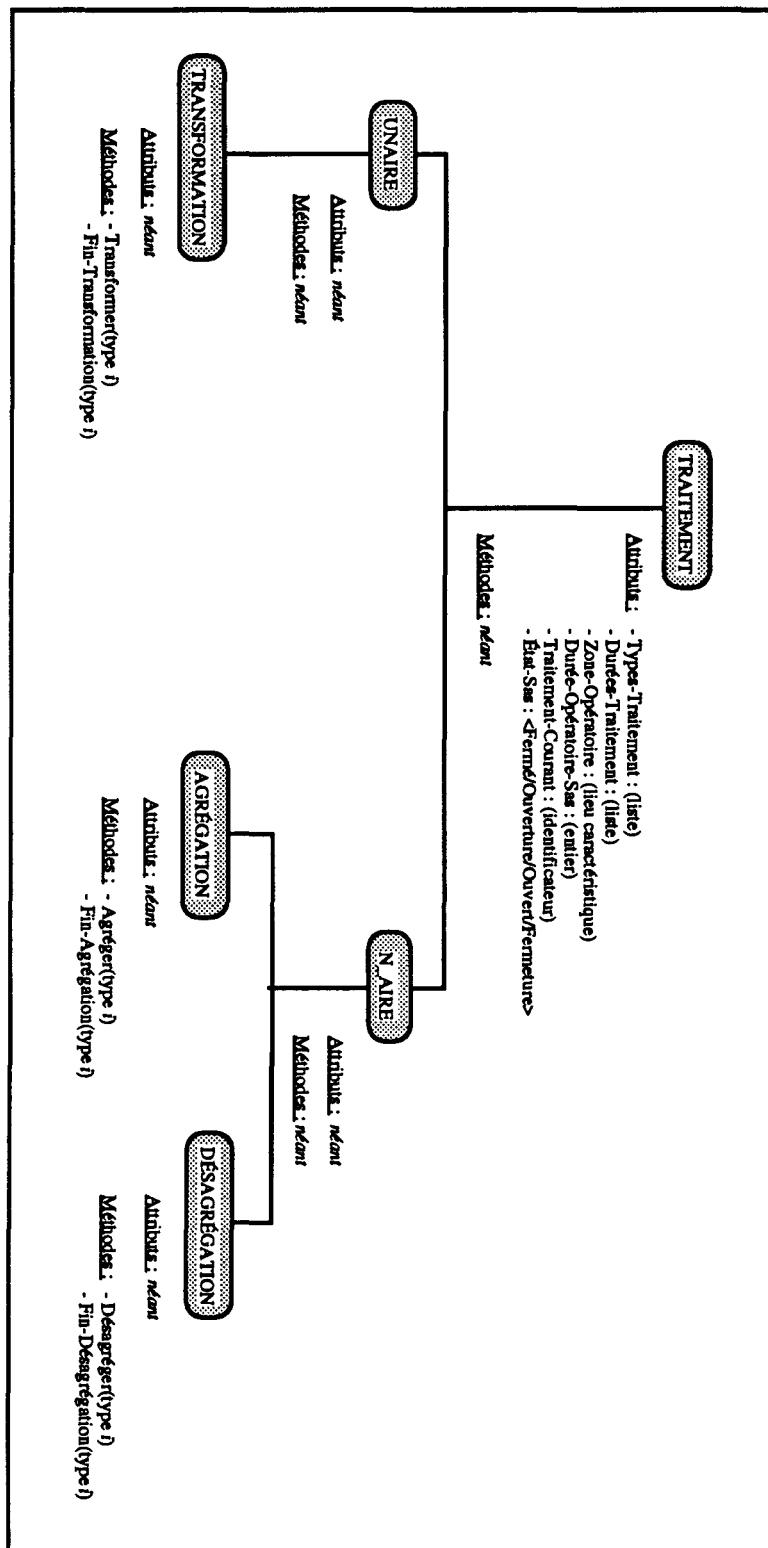 TRAITEMENT
Attributs : - Types-Traitement : (liste)
- Durées-Traitement : (liste)
- Zone-Opératoire : (lieu caractéristique)
- Durée-Opératoire-Sas : (entier)
- Traitement-Courant : (identificateur)
- État-Sas : <Fermé/Ouverture/Ouvert/Fermeture>
Méthodes : néant
UNAIRE
Attributs : néant
Méthodes : néant
N_AIRE
Attributs : néant
Méthodes : néant
TRANSFORMATION
Attributs : néant
Méthodes : - Transformer(type i)
- Fin-Transformation(type i)
AGRÉGATION
Attributs : néant
Méthodes : - Agréger(type i)
- Fin-Agrégation(type i)
DÉSAGRÉGATION
Attributs : néant
Méthodes : - Désagréger(type i)
- Fin-Désagrégation(type i)